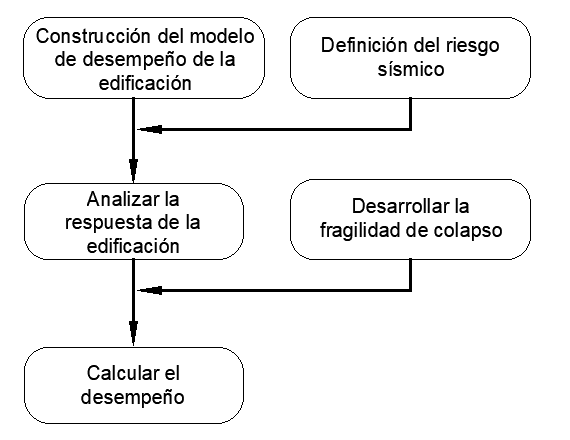 Construcción del modelo
de desempeño de la
edificación
Definición del riesgo
sísmico
Analizar la
respuesta de la
edificación
Desarrollar la
fragilidad de colapso
Calcular el
desempeño